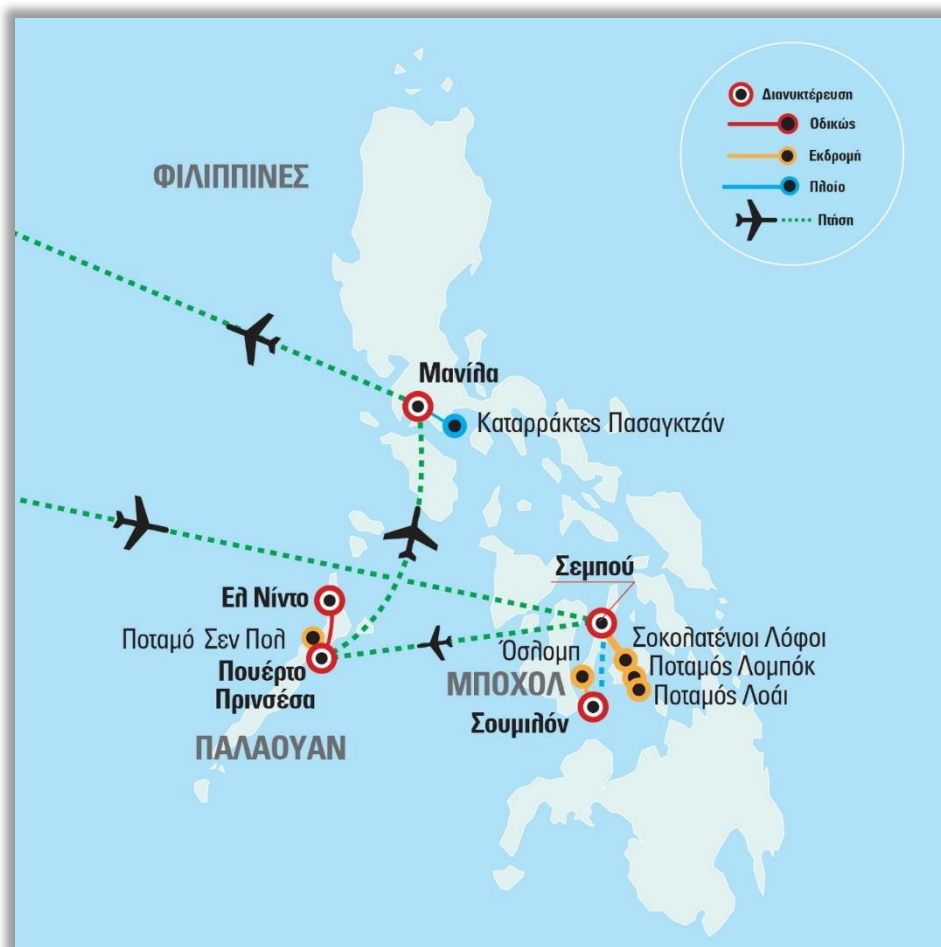 Διανυκτέρευση
Οδικώς
Εκδρομή
Πλοίο
Πτήση
ΦΙΛΙΠΠΙΝΕΣ
Μανίλα
Καταρράκτες Πασαγκτζάν
Σεμπού
Ελ Νίντο
Ποταμό Σεν Πολ
Πουέρτο
Πρινσέσα
ΠΑΛΑΟΥΑΝ
Όσλομπ
ΜΠΟΧΟΛ
Σουμιλόν
Σοκολατένιοι Λόφοι
Ποταμός Λομπόκ
Ποταμός Λοάι